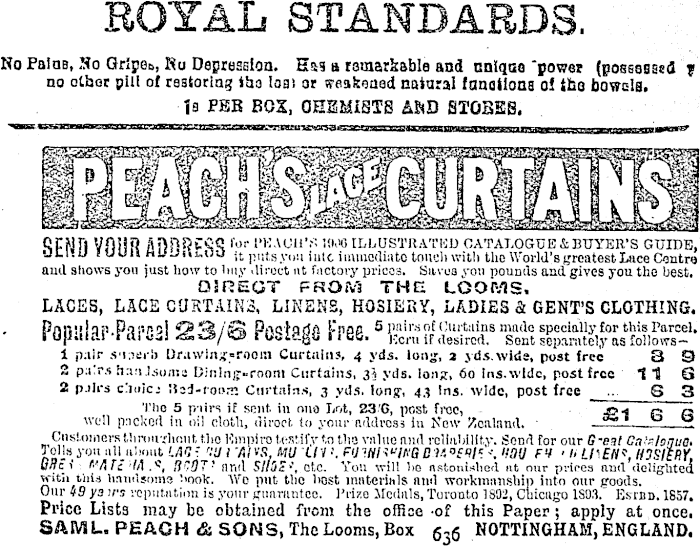 ROYAL STANDARDS.
No Pains, No Gripes, No Depression. Has a remarkable and unique power (possessed
no other pill of restoring the lost or weakened natural functions of the bowels.
1s PER BOX, CHEMISTS AND STORES.
PEACH'S LACE CURTAINS
SEND YOUR ADDRESS for PEACH'S 1906 ILLUSTRATED CATALOGUE & BUYER'S GUIDE,
it puts you into immediate touch with the World's greatest Lace Centre
and shows you just how to buy direct at factory prices. Saves you pounds and gives you the best.
DIRECT FROM THE LOOMS.
LACES, LACE CURTAINS, LINENS, HOSIERY, LADIES & GENT'S CLOTHING.
Popular Parcel 23/6 Postage Free. 5 pairs of Curtains made specially for this Parcel.
Ecru if desired. Sent separately as follows—
1 pair superb Drawing-room Curtains, 4 yds. long, 2 yds. wide, post free 8 9
2 pairs handsome Dining-room Curtains, 3½ yds. long, 60 ins. wide, post free 11 6
2 pairs choice Bed-room Curtains, 3 yds. long, 43 ins. wide, post free ... 6 3
The 5 pairs if sent in one Lot, 23/6, post free,
well packed in oil cloth, direct to your address in New Zealand. £1 6 6
Customers throughout the Empire testify to the value and reliability. Send for our Great Catalogue.
Tells you all about LACE CURTAINS, MUSLINS, FURNISHING DRAPERIES, HOUSEHOLD LINENS, HOSIERY,
DRESS MATERIALS, BOOTS and SHOES, etc. You will be astonished at our prices and delighted
with this handsome book. We put the best materials and workmanship into our goods.
Our 49 years reputation is your guarantee. Prize Medals, Toronto 1892, Chicago 1893. ESTBD. 1857.
Price Lists may be obtained from the office of this Paper; apply at once.
SAML. PEACH & SONS, The Looms, Box 636 NOTTINGHAM, ENGLAND.